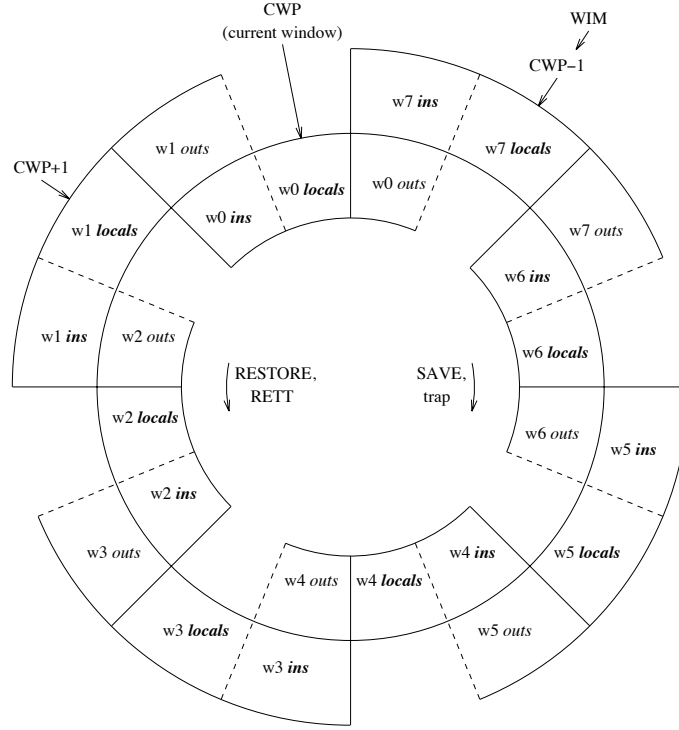 CWP
(current window)
WIM
CWP−1
w7 ins
w1 outs
w7 locals
CWP+1
w0 locals
w0 outs
w0 ins
w1 locals
w7 outs
w6 ins
w1 ins
w2 outs
w6 locals
RESTORE,
RETT
SAVE,
trap
w2 locals
w6 outs
w5 ins
w2 ins
w3 outs
w4 ins
w5 locals
w4 outs
w4 locals
w3 locals
w5 outs
w3 ins